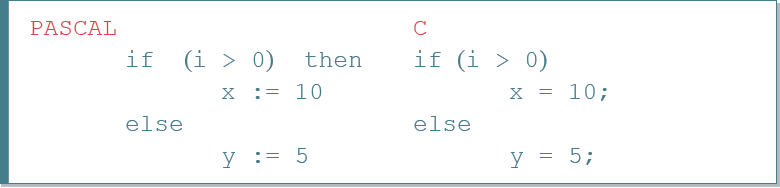 PASCAL C
if (i > 0) then if (i > 0)
x := 10 x = 10;
else else
y := 5 y = 5;